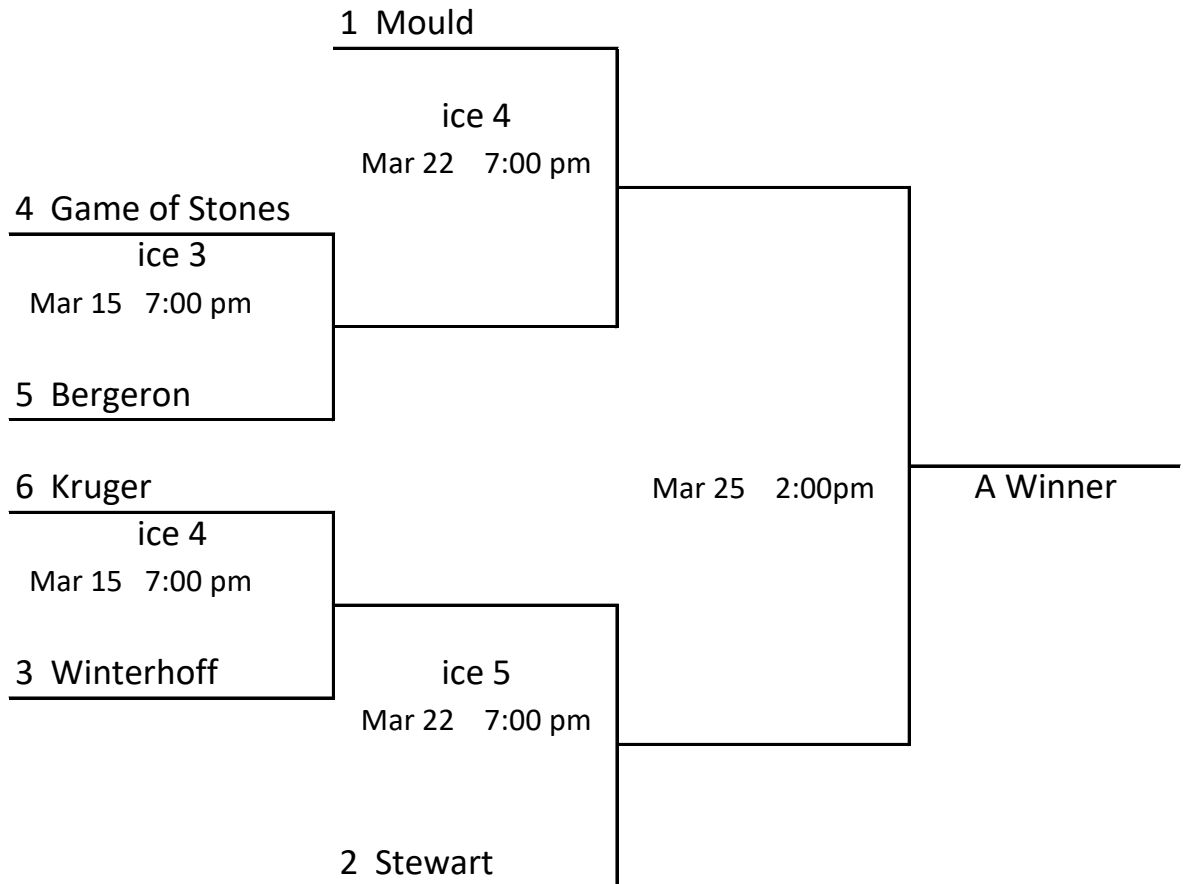 1 Mould
ice 4
Mar 22 7:00 pm
4 Game of Stones
ice 3
Mar 15 7:00 pm
5 Bergeron
6 Kruger
ice 4
Mar 15 7:00 pm
3 Winterhoff
Mar 25 2:00pm
A Winner
ice 5
Mar 22 7:00 pm
2 Stewart